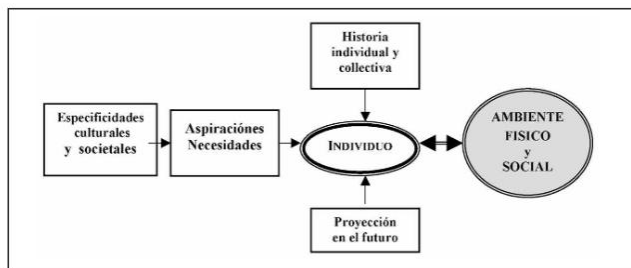 Historia
individual y
collectiva
Especificidades
culturales
y societales
Aspiraciónes
Necesidades
INDIVIDUO
AMBIENTE
FISICO
y
SOCIAL
Proyección
en el futuro